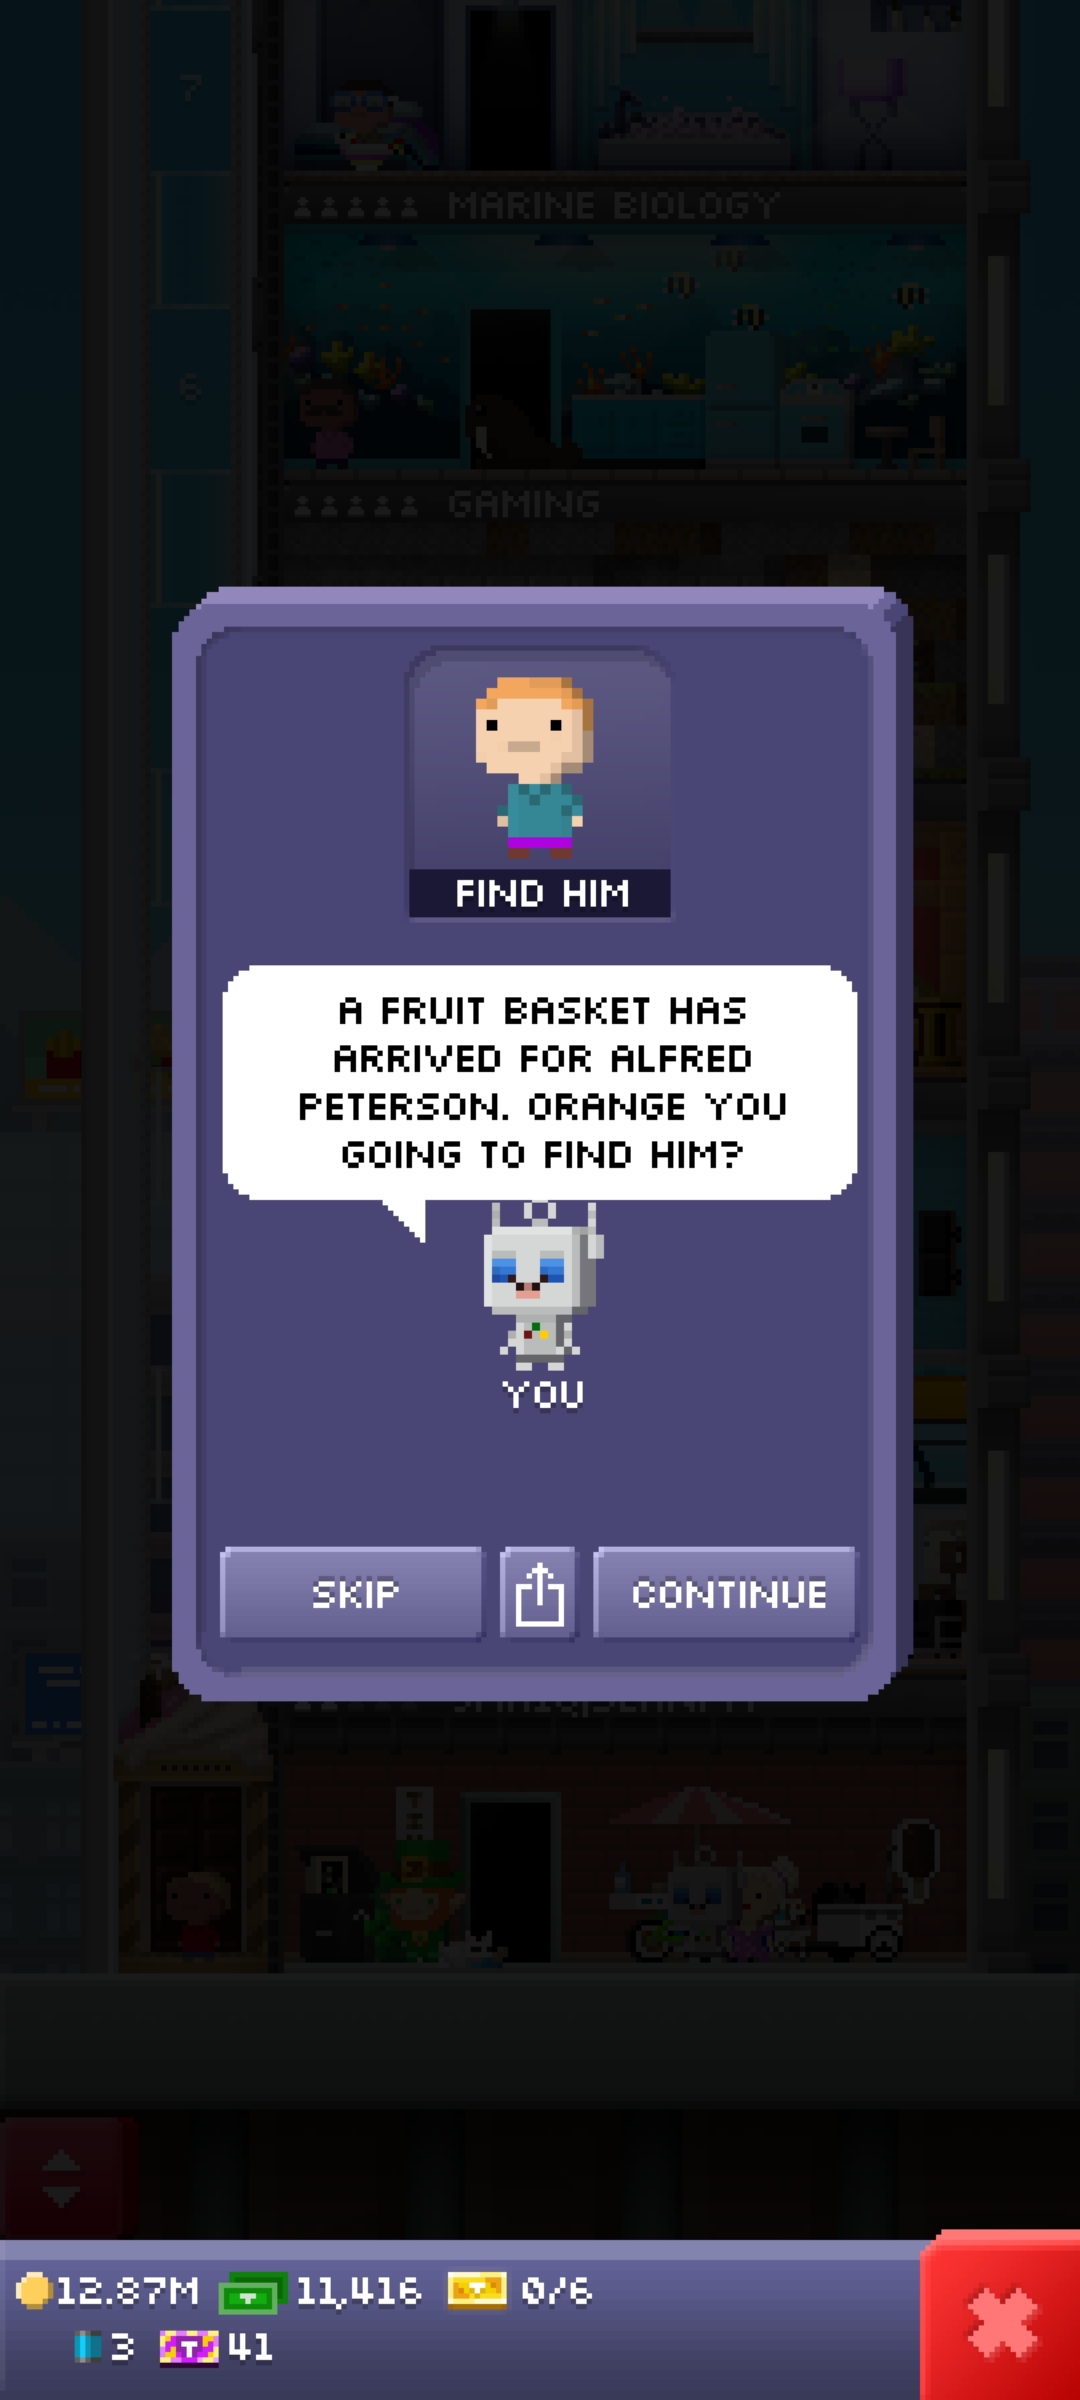 7
MARINE BIOLOGY
6
GAMING
FIND HIM
A FRUIT BASKET HAS
ARRIVED FOR ALFRED
PETERSON. ORANGE YOU
GOING TO FIND HIM?
YOU
SKIP
CONTINUE
12.87M
11,416
0/6
3
T
41